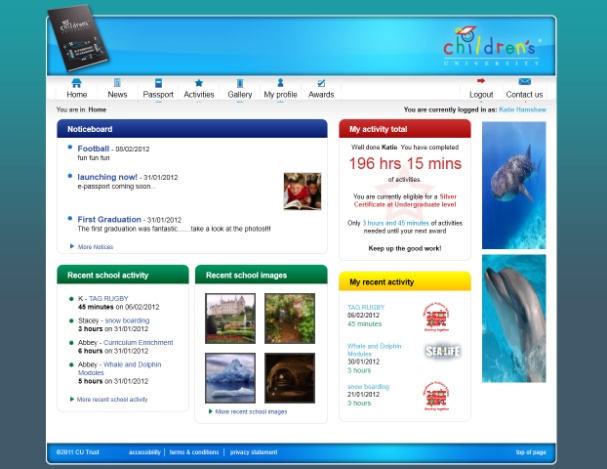 children's
UNIVERSITY
Home News Passport Activities Gallery My profile Awards Logout Contact us
You are in: Home
You are currently logged in as: Katie Hamshaw
Noticeboard
Football - 08/02/2012
fun fun fun
launching now! - 31/01/2012
e-passport coming soon...
First Graduation - 31/01/2012
The first graduation was fantastic.......take a look at the photos!!!!
More Notices
My activity total
Well done Katie. You have completed
196 hrs 15 mins
of activities.
You are currently eligible for a Silver
Certificate at Undergraduate level
Only 3 hours and 45 minutes of activities
needed until your next award
Keep up the good work!
Recent school activity
K - TAG RUGBY
45 minutes on 06/02/2012
Stacey - snow boarding
3 hours on 31/01/2012
Abbey - Curriculum Enrichment
6 hours on 31/01/2012
Abbey - Whale and Dolphin
Modules
5 hours on 31/01/2012
More recent school activity
Recent school images
More recent school images
My recent activity
TAG RUGBY
06/02/2012
45 minutes
Whale and Dolphin
Modules
30/01/2012
3 hours
SEA LIFE
snow boarding
21/01/2012
3 hours
©2011 CU Trust accessability | terms & conditions | privacy statement top of page